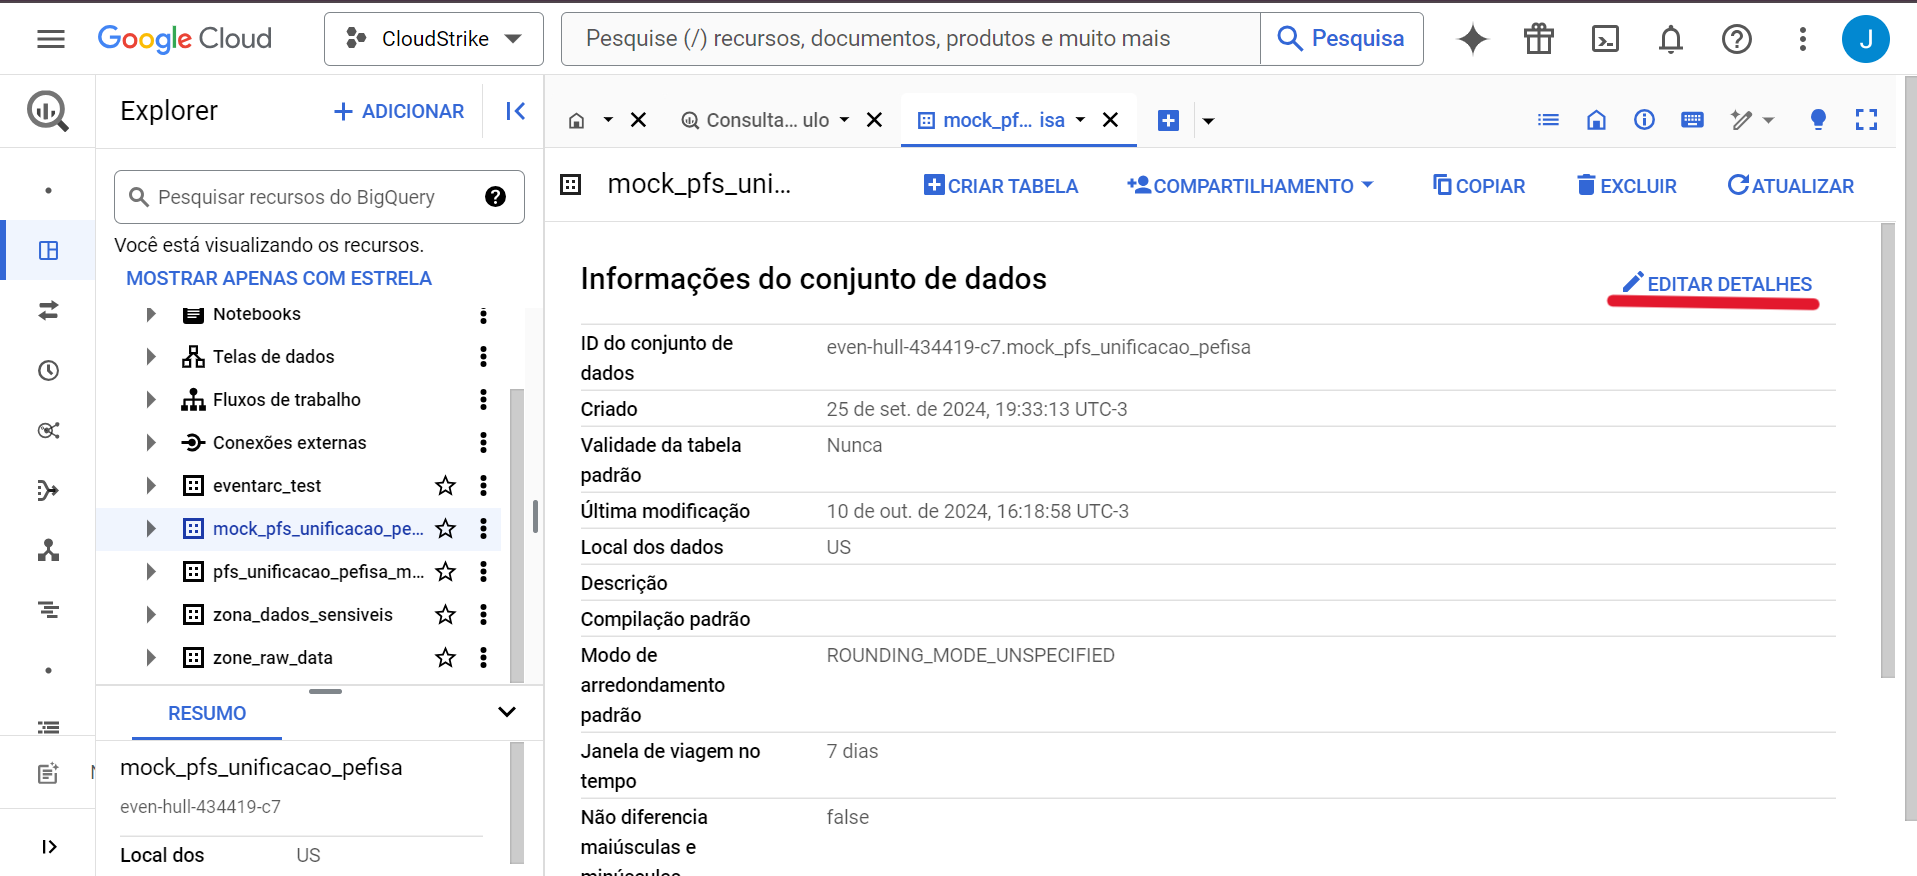 Google Cloud
CloudStrike
Pesquise (/) recursos, documentos, produtos e muito mais
Pesquisa
J
Explorer
ADICIONAR
Consulta... ulo
mock_pf... isa
Pesquisar recursos do BigQuery
mock_pfs_uni...
CRIAR TABELA
COMPARTILHAMENTO
COPIAR
EXCLUIR
ATUALIZAR
Você está visualizando os recursos.
MOSTRAR APENAS COM ESTRELA
Notebooks
Telas de dados
Fluxos de trabalho
Conexões externas
eventarc_test
mock_pfs_unificacao_pe...
pfs_unificacao_pefisa_m...
zona_dados_sensiveis
zone_raw_data
RESUMO
mock_pfs_unificacao_pefisa
even-hull-434419-c7
Local dos
US
Informações do conjunto de dados
EDITAR DETALHES
ID do conjunto de
dados
even-hull-434419-c7.mock_pfs_unificacao_pefisa
Criado
25 de set. de 2024, 19:33:13 UTC-3
Validade da tabela
padrão
Nunca
Última modificação
10 de out. de 2024, 16:18:58 UTC-3
Local dos dados
US
Descrição
Compilação padrão
Modo de
arredondamento
padrão
ROUNDING_MODE_UNSPECIFIED
Janela de viagem no
tempo
7 dias
Não diferencia
maiúsculas e
minúsculas
false